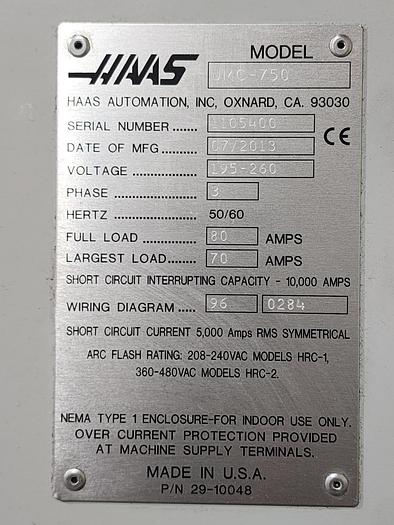 HAAS
MODEL
UMC-750
HAAS AUTOMATION, INC, OXNARD, CA. 93030
SERIAL NUMBER ....... 1105400
CE
DATE OF MFG ........... 07/2013
VOLTAGE .................. 195-260
PHASE ....................... 3
HERTZ 50/60
FULL LOAD ................ 80 AMPS
LARGEST LOAD........ 70 AMPS
SHORT CIRCUIT INTERRUPTING CAPACITY - 10,000 AMPS
WIRING DIAGRAM ..... 96 0284
SHORT CIRCUIT CURRENT 5,000 Amps RMS SYMMETRICAL
ARC FLASH RATING: 208-240VAC MODELS HRC-1,
360-480VAC MODELS HRC-2.
NEMA TYPE 1 ENCLOSURE-FOR INDOOR USE ONLY.
OVER CURRENT PROTECTION PROVIDED
AT MACHINE SUPPLY TERMINALS.
MADE IN U.S.A.
P/N 29-10048